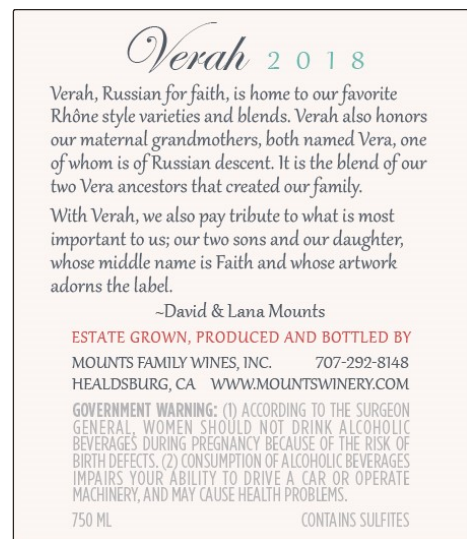 Verah 2018
Verah, Russian for faith, is home to our favorite
Rhône style varieties and blends. Verah also honors
our maternal grandmothers, both named Vera, one
of whom is of Russian descent. It is the blend of our
two Vera ancestors that created our family.
With Verah, we also pay tribute to what is most
important to us; our two sons and our daughter,
whose middle name is Faith and whose artwork
adorns the label.
~David & Lana Mounts
ESTATE GROWN, PRODUCED AND BOTTLED BY
MOUNTS FAMILY WINES, INC. 707-292-8148
HEALDSBURG, CA WWW.MOUNTSWINERY.COM
GOVERNMENT WARNING: (1) ACCORDING TO THE SURGEON
GENERAL, WOMEN SHOULD NOT DRINK ALCOHOLIC
BEVERAGES DURING PREGNANCY BECAUSE OF THE RISK OF
BIRTH DEFECTS. (2) CONSUMPTION OF ALCOHOLIC BEVERAGES
IMPAIRS YOUR ABILITY TO DRIVE A CAR OR OPERATE
MACHINERY, AND MAY CAUSE HEALTH PROBLEMS.
750 ML CONTAINS SULFITES